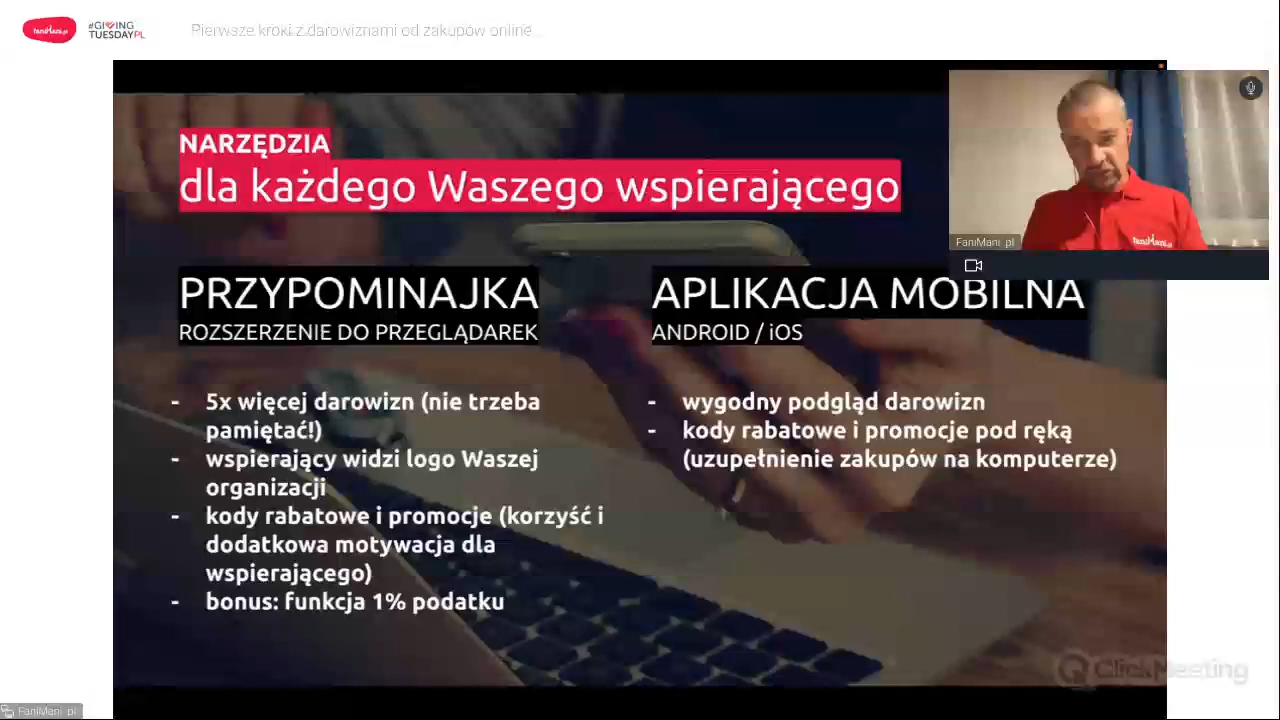 FaniMani.pl
#GIVING
TUESDAYPL
Pierwsze kroki z darowiznami od zakupów online...
NARZĘDZIA
dla każdego Waszego wspierającego
FaniMani .pl
FaniMani.pl
PRZYPOMINAJKA
ROZSZERZENIE DO PRZEGLĄDAREK
- 5x więcej darowizn (nie trzeba
pamiętać!)
- wspierający widzi logo Waszej
organizacji
- kody rabatowe i promocje (korzyść i
dodatkowa motywacja dla
wspierającego)
- bonus: funkcja 1% podatku
APLIKACJA MOBILNA
ANDROID / iOS
- wygodny podgląd darowizn
- kody rabatowe i promocje pod ręką
(uzupełnienie zakupów na komputerze)
ClickMeeting
FaniMani .pl